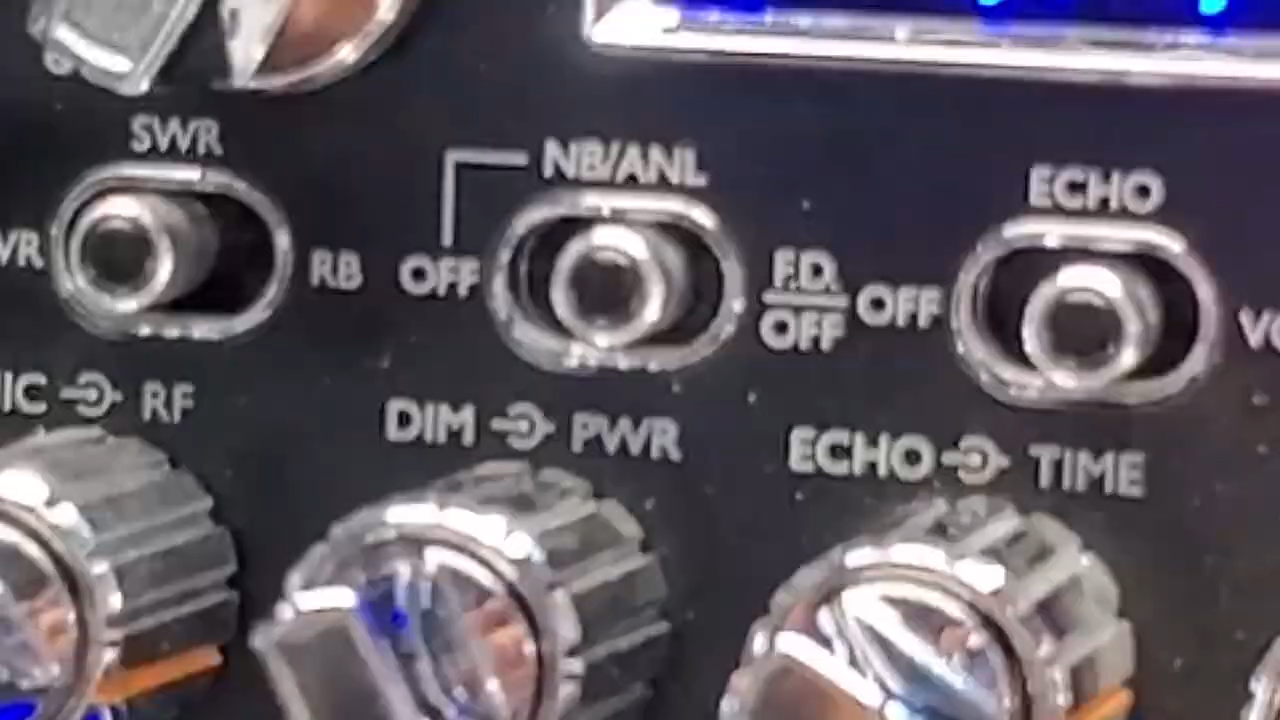 SWR
NB/ANL
ECHO
RB
OFF
F.D.
OFF
OFF
RF
DIM
PWR
ECHO
TIME